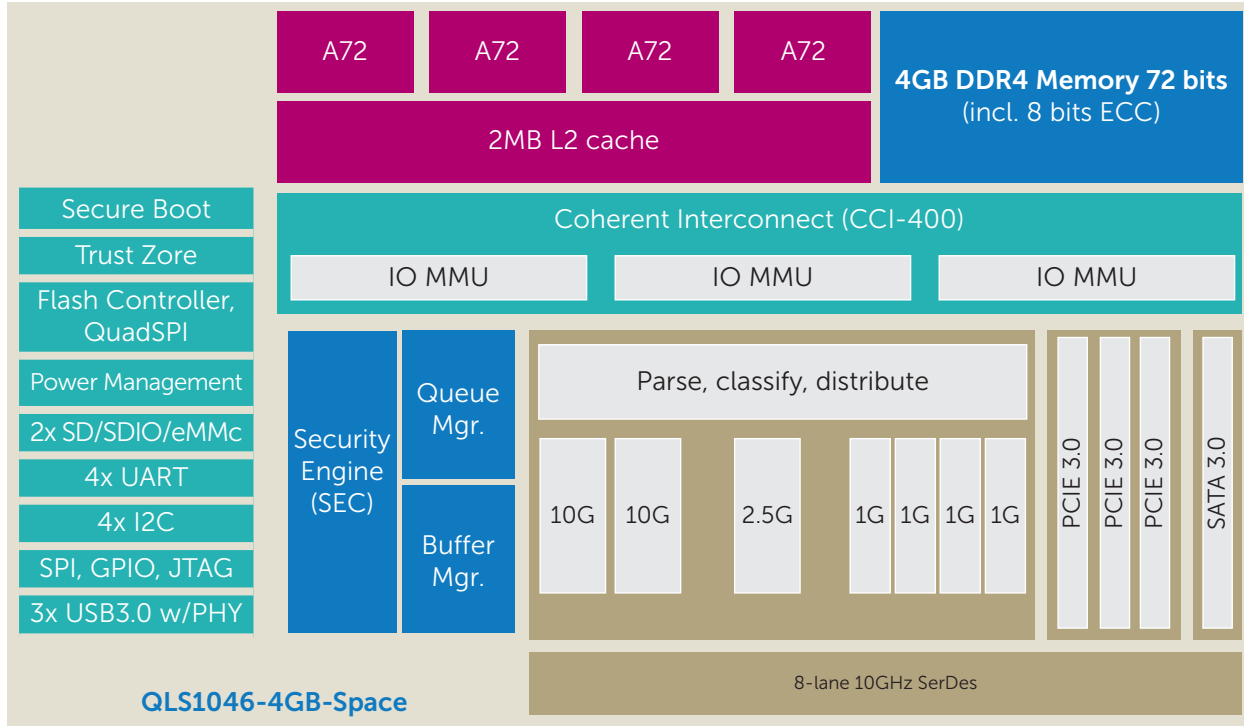 A72
A72
A72
A72
4GB DDR4 Memory 72 bits
(incl. 8 bits ECC)
2MB L2 cache
Secure Boot
Trust Zore
Flash Controller,
QuadSPI
Power Management
2x SD/SDIO/eMMc
4x UART
4x I2C
SPI, GPIO, JTAG
3x USB3.0 w/PHY
Coherent Interconnect (CCI-400)
IO MMU
IO MMU
IO MMU
Security
Engine
(SEC)
Queue
Mgr.
Buffer
Mgr.
Parse, classify, distribute
10G
10G
2.5G
1G
1G
1G
1G
PCIE 3.0
PCIE 3.0
PCIE 3.0
SATA 3.0
8-lane 10GHz SerDes
QLS1046-4GB-Space